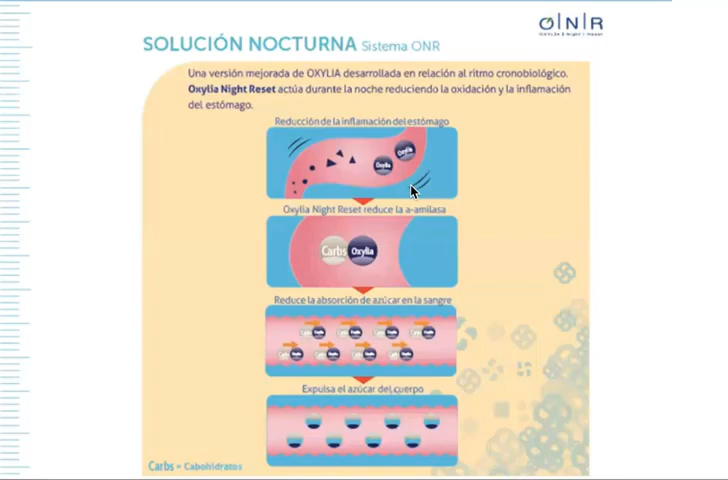 O|N|R
SOLUCIÓN NOCTURNA Sistema ONR
Una versión mejorada de OXYLIA desarrollada en relación al ritmo cronobiológico.
Oxylia Night Reset actúa durante la noche reduciendo la oxidación y la inflamación
del estómago.
Reducción de la inflamación del estómago
Oxylia
Oxylia
Oxylia Night Reset reduce la a-amilasa
Carbs Oxylia
Reduce la absorción de azúcar en la sangre
Expulsa el azúcar del cuerpo
Carbs = Cabohidratos